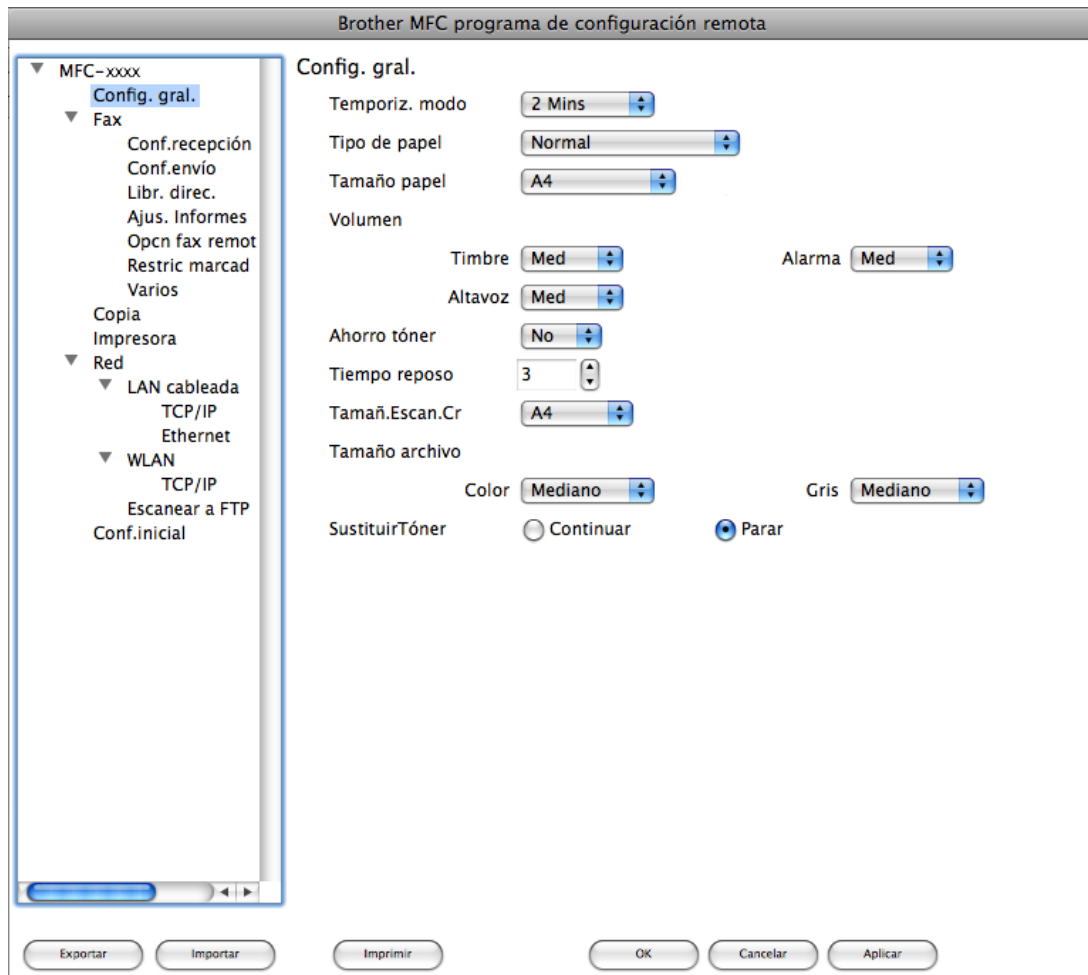 Brother MFC programa de configuración remota
MFC-xxxx
Config. gral.
Fax
Conf.recepción
Conf.envío
Libr. direc.
Ajus. Informes
Opcn fax remot
Restric marcad
Varios
Copia
Impresora
Red
LAN cableada
TCP/IP
Ethernet
WLAN
TCP/IP
Escanear a FTP
Conf.inicial
Config. gral.
Temporiz. modo 2 Mins
Tipo de papel Normal
Tamaño papel A4
Volumen
Timbre Med Alarma Med
Altavoz Med
Ahorro tóner No
Tiempo reposo 3
Tamañ.Escan.Cr A4
Tamaño archivo
Color Mediano Gris Mediano
SustituirTóner Continuar Parar
Exportar Importar Imprimir OK Cancelar Aplicar